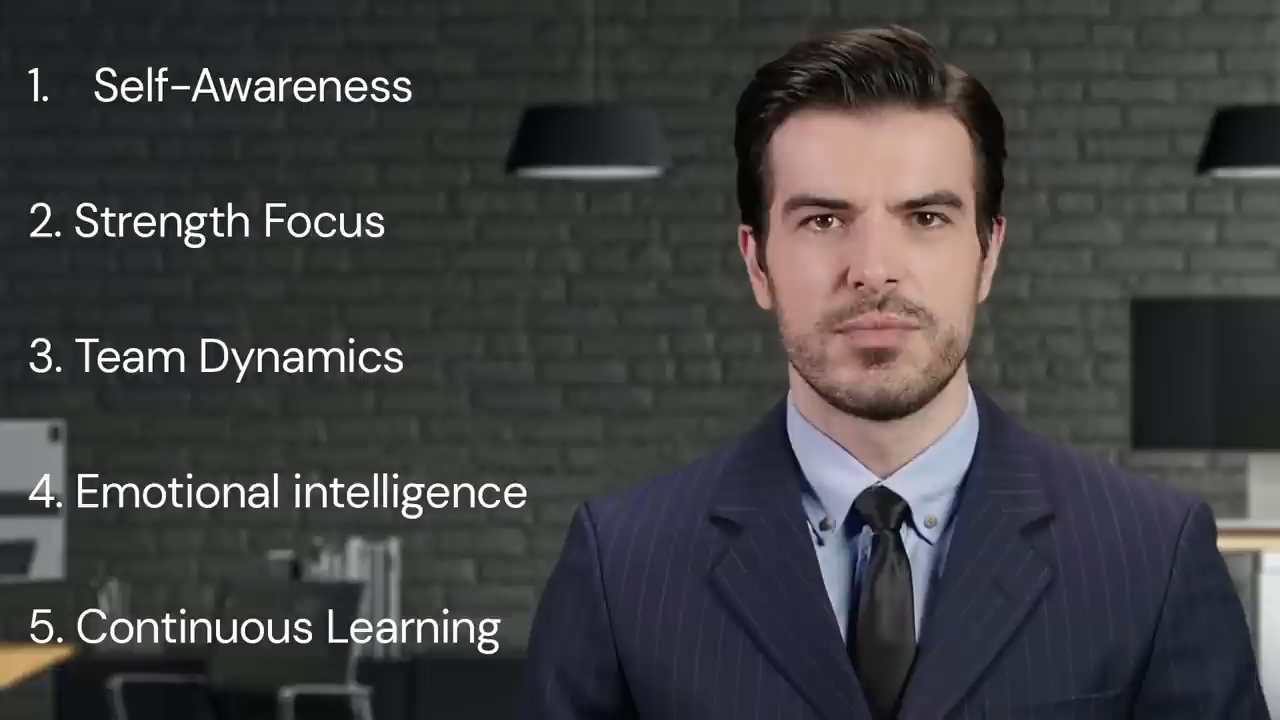 1. Self-Awareness
2. Strength Focus
3. Team Dynamics
4. Emotional intelligence
5. Continuous Learning